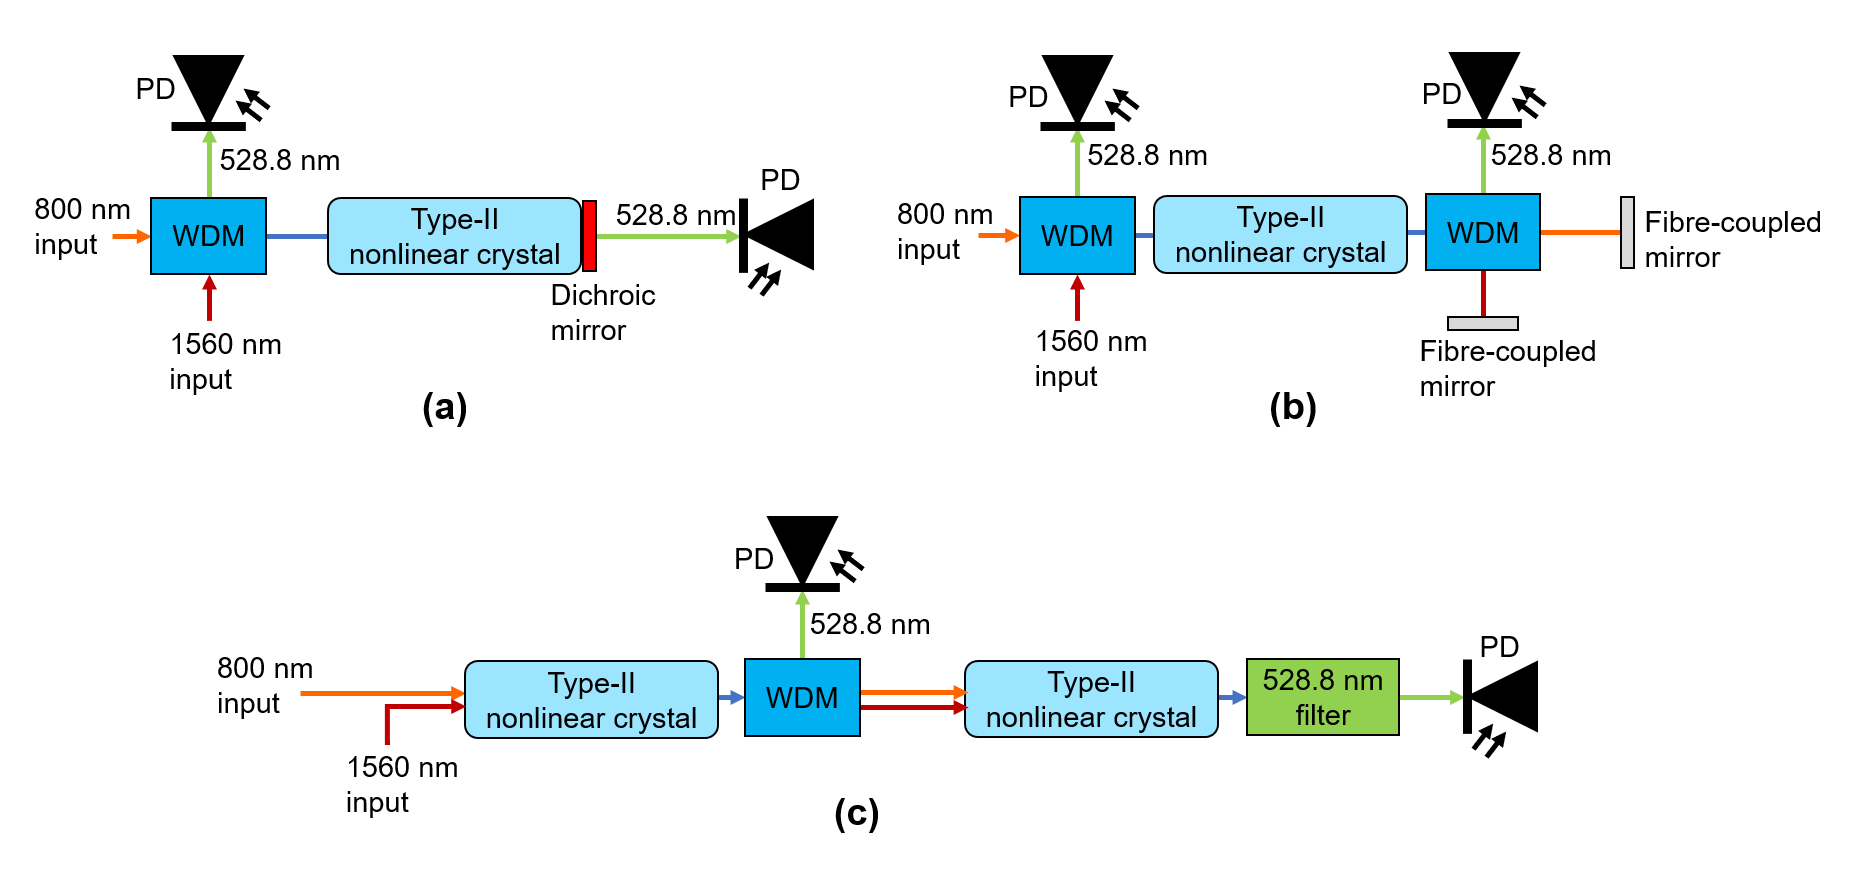 PD
528.8 nm
800 nm
input
WDM
Type-II
nonlinear crystal
528.8 nm
PD
Dichroic
mirror
1560 nm
input
(a)
PD
528.8 nm
PD
528.8 nm
800 nm
input
WDM
Type-II
nonlinear crystal
WDM
Fibre-coupled
mirror
1560 nm
input
Fibre-coupled
mirror
(b)
PD
528.8 nm
800 nm
input
Type-II
nonlinear crystal
WDM
Type-II
nonlinear crystal
528.8 nm
filter
PD
1560 nm
input
(c)